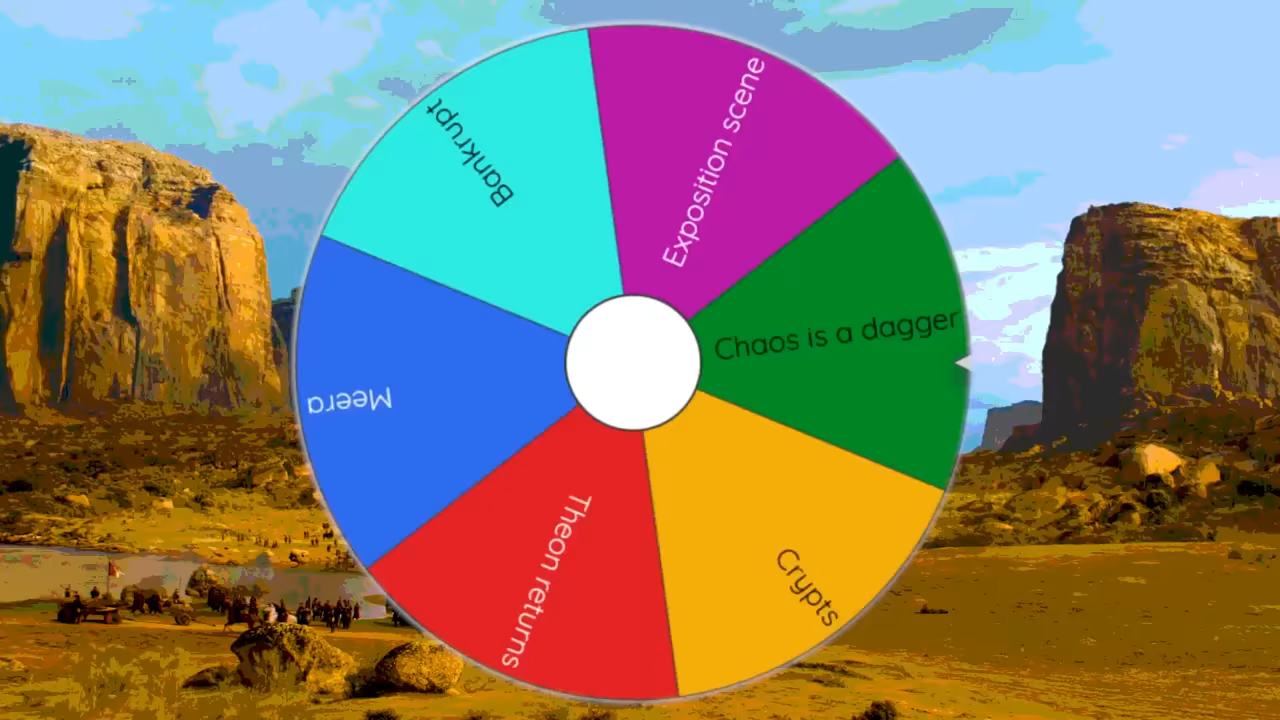 Exposition scene
Chaos is a dagger
Crypts
Theon returns
Meera
Bankrupt